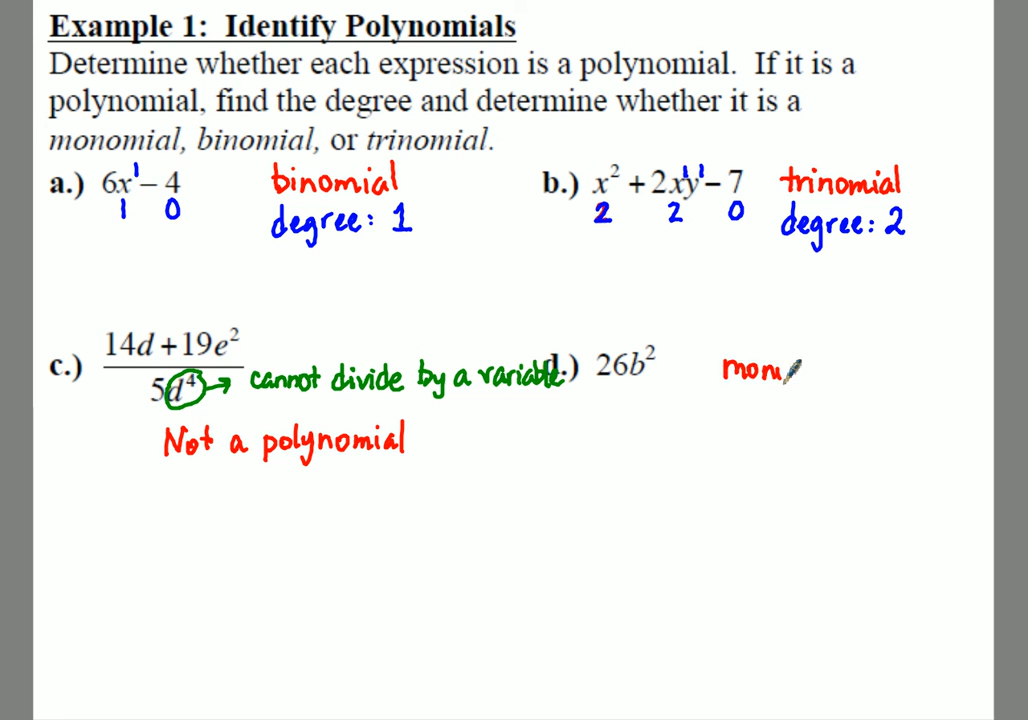 Example 1: Identify Polynomials
Determine whether each expression is a polynomial. If it is a
polynomial, find the degree and determine whether it is a
monomial, binomial, or trinomial.
a.) 6x¹ – 4 binomial
1 0 degree: 1
b.) x² + 2x¹y¹ – 7 trinomial
2 2 0 degree: 2
c.) 14d + 19e²
5d⁴ → cannot divide by a variable
Not a polynomial
d.) 26b² mon